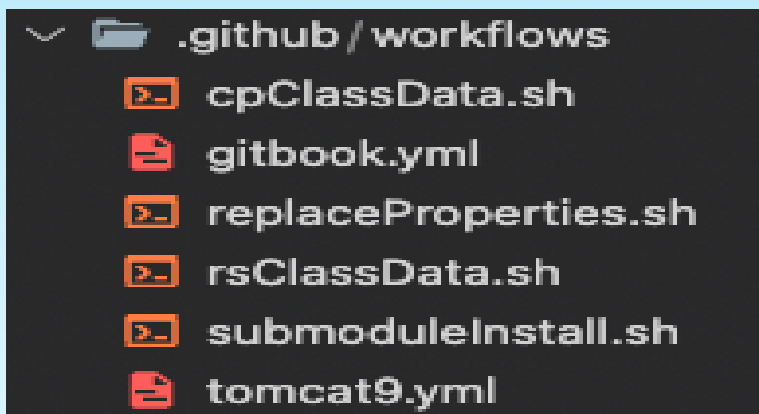 .github/workflows
cpClassData.sh
gitbook.yml
replaceProperties.sh
rsClassData.sh
submoduleInstall.sh
tomcat9.yml